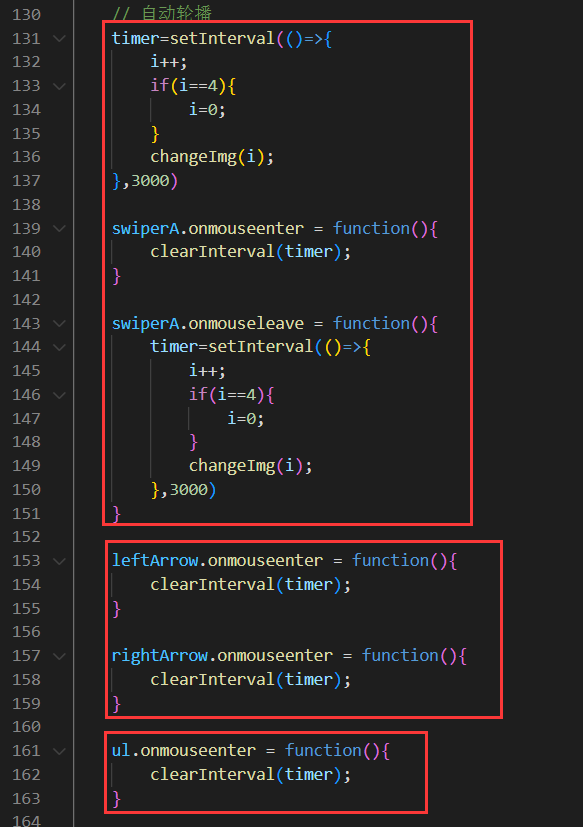 130 // 自动轮播
131 timer=setInterval(()=>{
132 i++;
133 if(i==4){
134 i=0;
135 }
136 changeImg(i);
137 },3000)
138
139 swiperA.onmouseenter = function(){
140 clearInterval(timer);
141 }
142
143 swiperA.onmouseleave = function(){
144 timer=setInterval(()=>{
145 i++;
146 if(i==4){
147 i=0;
148 }
149 changeImg(i);
150 },3000)
151 }
152
153 leftArrow.onmouseenter = function(){
154 clearInterval(timer);
155 }
156
157 rightArrow.onmouseenter = function(){
158 clearInterval(timer);
159 }
160
161 ul.onmouseenter = function(){
162 clearInterval(timer);
163 }
164